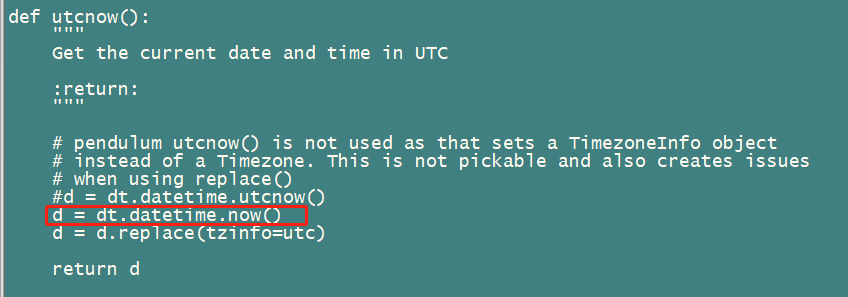 def utcnow():
    """
    Get the current date and time in UTC

    :return:
    """

    # pendulum utcnow() is not used as that sets a TimezoneInfo object
    # instead of a Timezone. This is not pickable and also creates issues
    # when using replace()
    #d = dt.datetime.utcnow()
    d = dt.datetime.now()
    d = d.replace(tzinfo=utc)

    return d